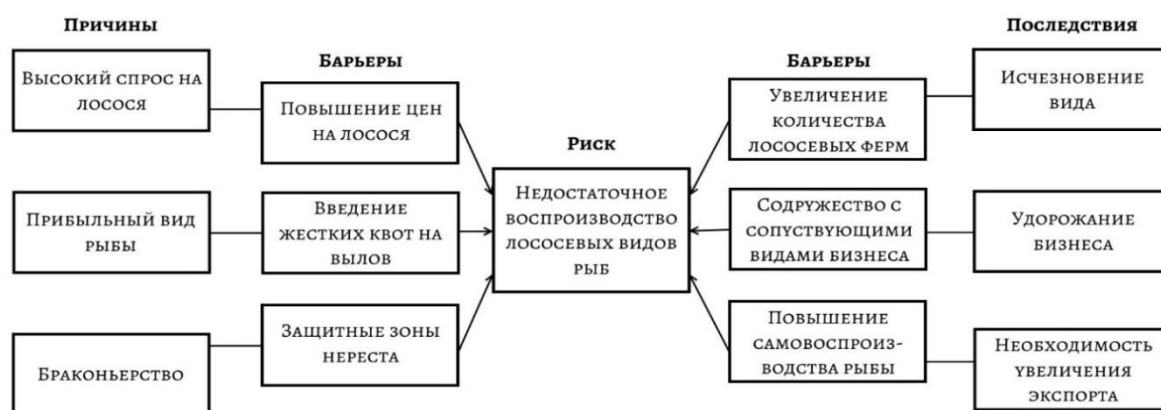 Причины
Высокий спрос на
лосося
Прибыльный вид
рыбы
Браконьерство
Барьеры
Повышение цен
на лосося
Введение
жестких квот на
вылов
Защитные зоны
нереста
Риск
Недостаточное
воспроизводство
лососевых видов
рыб
Барьеры
Увеличение
количества
лососевых ферм
Содружество с
сопуствующими
видами бизнеса
Повышение
самовоспроиз-
водства рыбы
Последствия
Исчезновение
вида
Удорожание
бизнеса
Необходимость
увеличения
экспорта